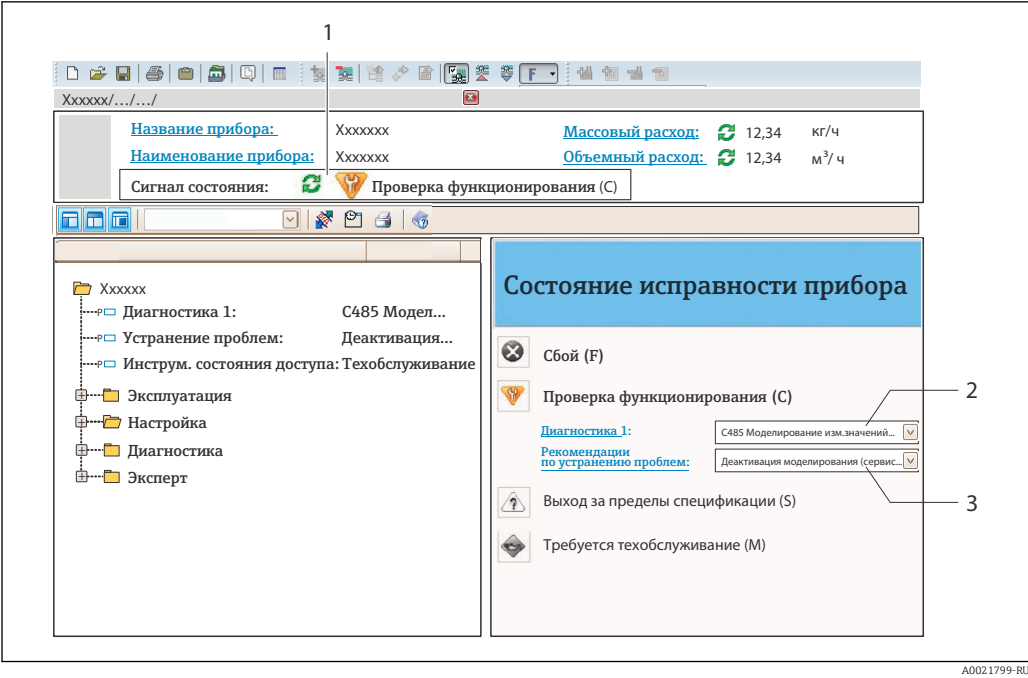 1
F
Xxxxxx/.../.../
Название прибора: Xxxxxxx Массовый расход: 12,34 кг/ч
Наименование прибора: Xxxxxxx Объемный расход: 12,34 м³/ ч
Сигнал состояния: Проверка функционирования (C)
Xxxxxx
P Диагностика 1: C485 Модел...
P Устранение проблем: Деактивация...
P Инструм. состояния доступа: Техобслуживание
Эксплуатация
Настройка
Диагностика
Эксперт
Состояние исправности прибора
Сбой (F)
Проверка функционирования (C)
2
Диагностика 1: C485 Моделирование изм.значений...
Рекомендации
по устранению проблем: Деактивация моделирования (сервис...
3
Выход за пределы спецификации (S)
Требуется техобслуживание (M)
A0021799-RU